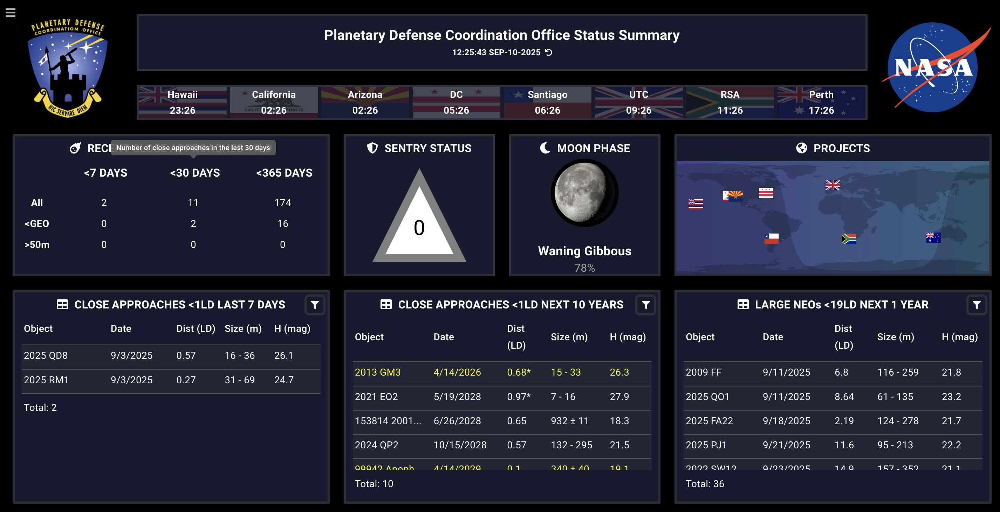 PLANETARY DEFENSE
COORDINATION OFFICE
HIC SERVARE DIEM
Planetary Defense Coordination Office Status Summary
12:25:43 SEP-10-2025
NASA
Hawaii
23:26
California
CALIF
PUBLIC
02:26
Arizona
02:26
DC
05:26
Santiago
06:26
UTC
09:26
RSA
11:26
Perth
17:26
Number of close approaches in the last 30 days
<7 DAYS <30 DAYS <365 DAYS
All 2 11 174
<GEO 0 2 16
>50m 0 0 0
SENTRY STATUS
0
MOON PHASE
Waning Gibbous
78%
PROJECTS
CLOSE APPROACHES <1LD LAST 7 DAYS
Object Date Dist (LD) Size (m) H (mag)
2025 QD8 9/3/2025 0.57 16 - 36 26.1
2025 RM1 9/3/2025 0.27 31 - 69 24.7
Total: 2
CLOSE APPROACHES <1LD NEXT 10 YEARS
Object Date Dist (LD) Size (m) H (mag)
2013 GM3 4/14/2026 0.68* 15 - 33 26.3
2021 EO2 5/19/2028 0.97* 7 - 16 27.9
153814 2001... 6/26/2028 0.65 932 ± 11 18.3
2024 QP2 10/15/2028 0.57 132 - 295 21.5
99942 Apoph 4/14/2029 0.1 340 ± 40 19.1
Total: 10
LARGE NEOs <19LD NEXT 1 YEAR
Object Date Dist (LD) Size (m) H (mag)
2009 FF 9/11/2025 6.8 116 - 259 21.8
2025 QO1 9/11/2025 8.64 61 - 135 23.2
2025 FA22 9/18/2025 2.19 124 - 278 21.7
2025 PJ1 9/21/2025 11.6 95 - 213 22.2
2022 SW12 9/23/2025 14.9 157 - 352 21.1
Total: 36